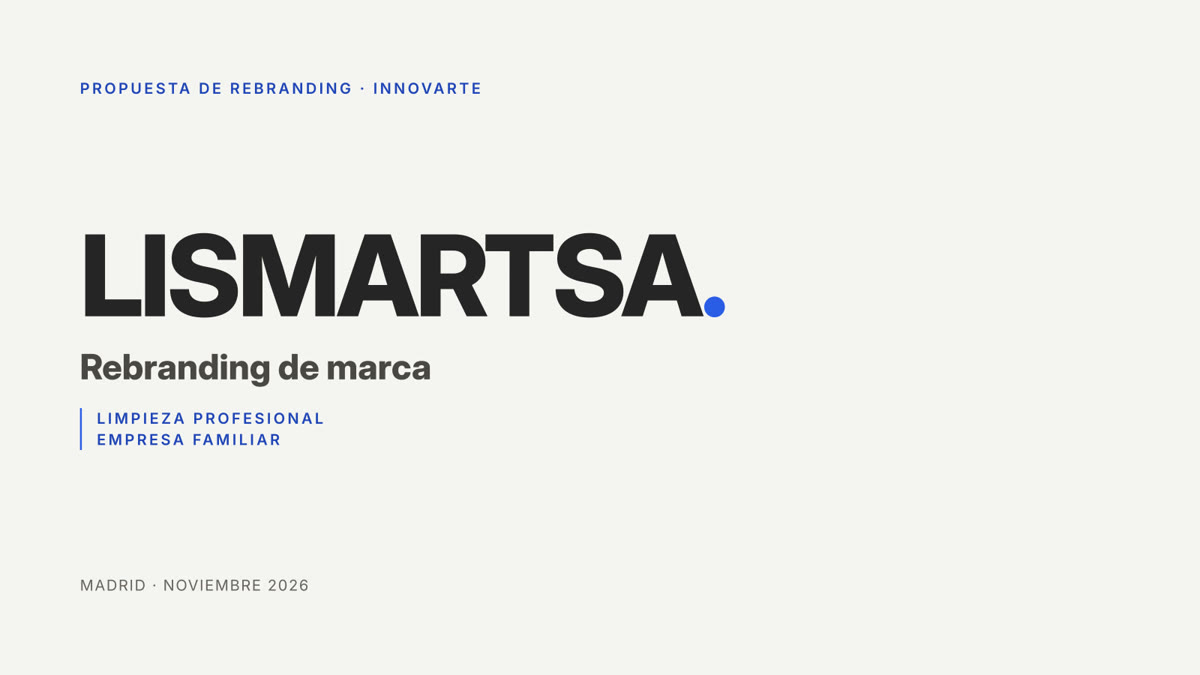 PROPUESTA DE REBRANDING · INNOVARTE
LISMARTSA.
Rebranding de marca
LIMPIEZA PROFESIONAL
EMPRESA FAMILIAR
MADRID · NOVIEMBRE 2026